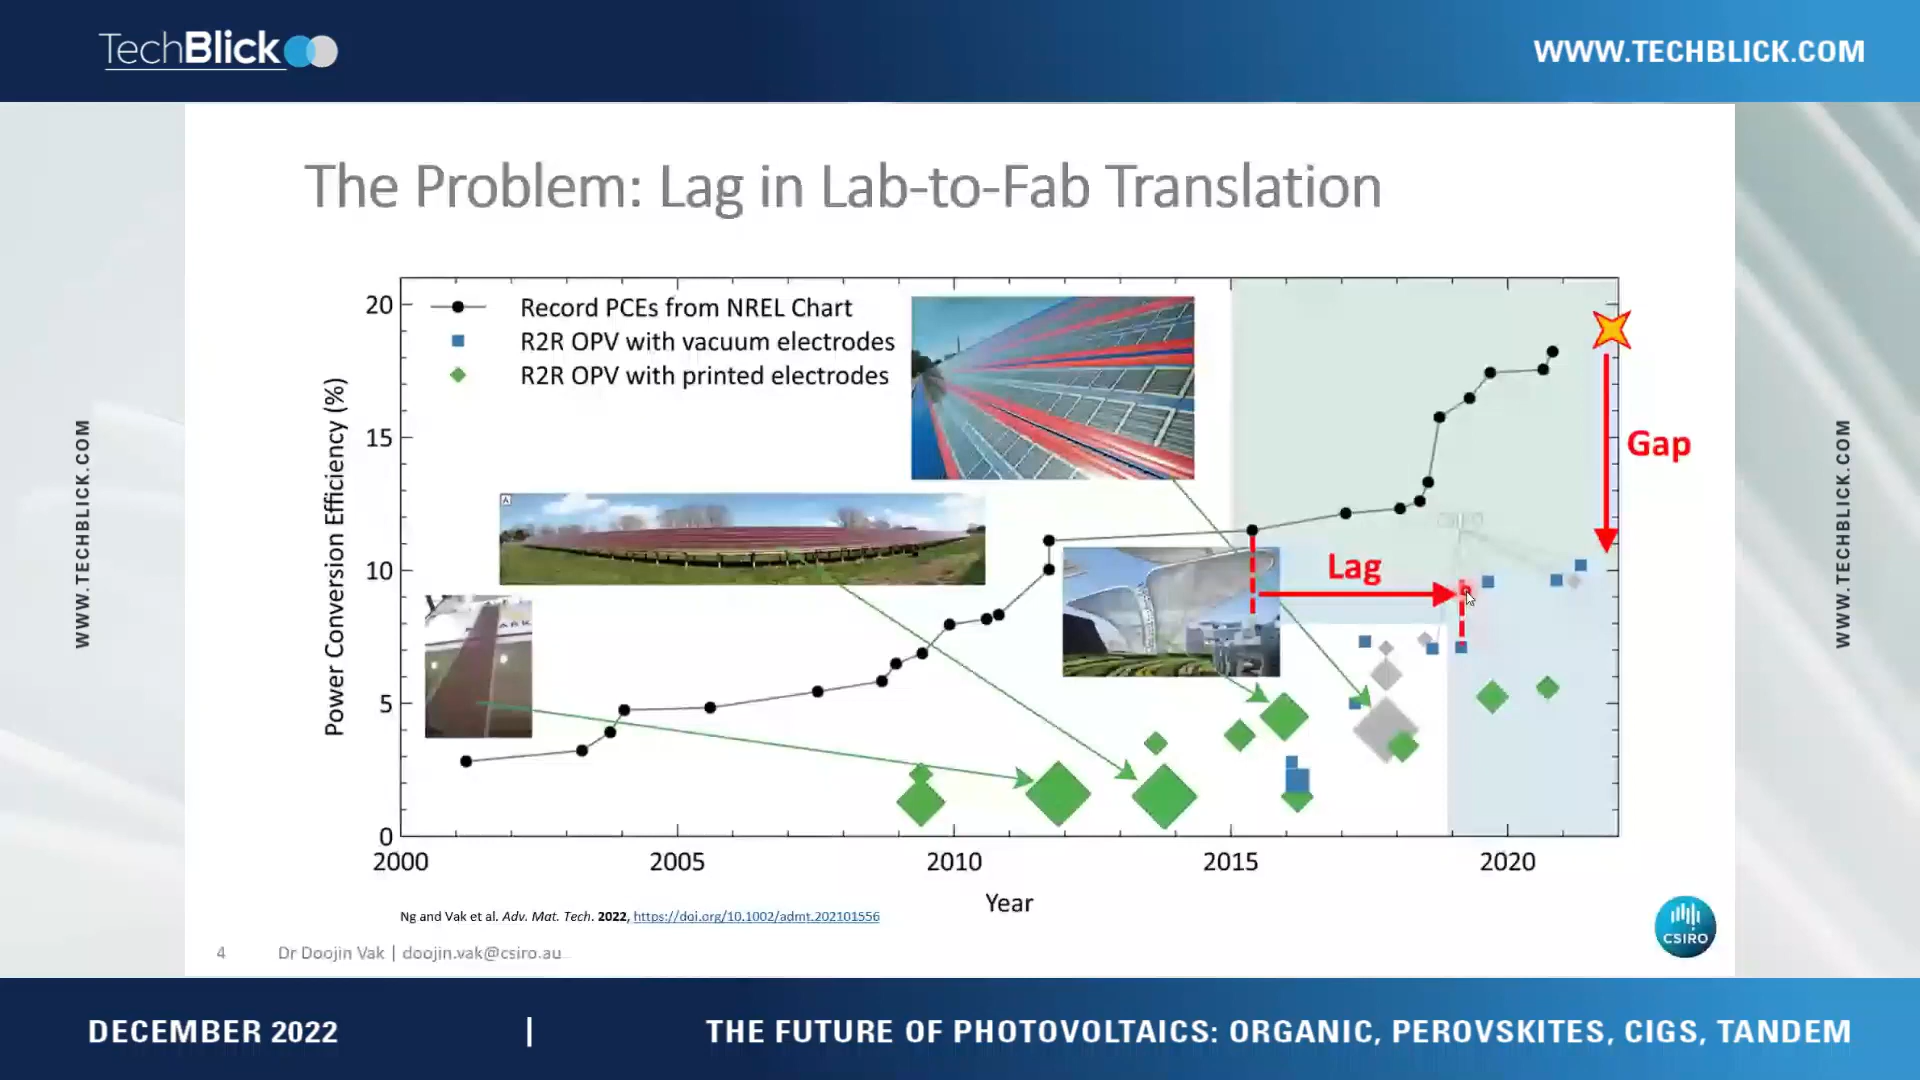 TechBlick
WWW.TECHBLICK.COM
The Problem: Lag in Lab-to-Fab Translation
Record PCEs from NREL Chart
R2R OPV with vacuum electrodes
R2R OPV with printed electrodes
Power Conversion Efficiency (%)
20
15
10
5
0
A
Lag
Gap
2000
2005
2010
2015
2020
Year
Ng and Vak et al. Adv. Mat. Tech. 2022, https://doi.org/10.1002/admt.202101556
4
Dr Doojin Vak | doojin.vak@csiro.au
CSIRO
WWW.TECHBLICK.COM
WWW.TECHBLICK.COM
DECEMBER 2022 | THE FUTURE OF PHOTOVOLTAICS: ORGANIC, PEROVSKITES, CIGS, TANDEM